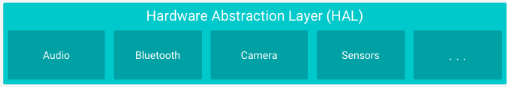 Hardware Abstraction Layer (HAL)
Audio
Bluetooth
Camera
Sensors
...